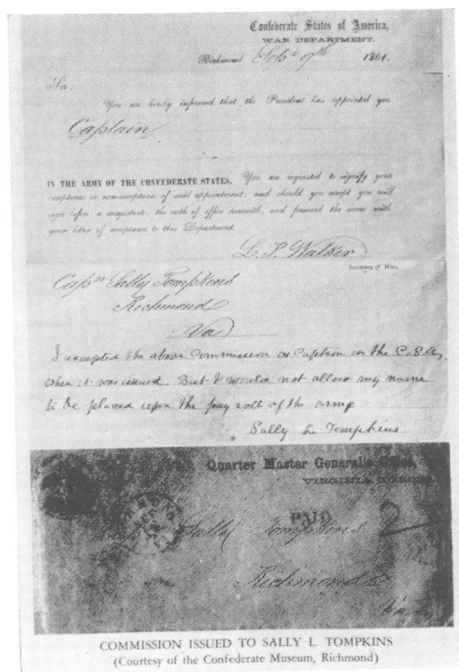 Confederate States of America,
WAR DEPARTMENT.
Richmond Sep 9th 1861.
Sir:
You are hereby informed that the President has appointed you
Captain
IN THE ARMY OF THE CONFEDERATE STATES. You are requested to signify your
acceptance or non-acceptance of said appointment; and should you accept you will
sign before a magistrate, the oath of office herewith, and forward the same with
your letter of acceptance to this Department.
L. P. Walker
Secretary of War.
Capn Sally Tompkins
Richmond
Va
I accepted the above commission as Captain in the C.S.A.
when it was issued. But I would not allow my name
to be placed upon the pay roll of the army
Sally L. Tompkins
Quarter Master General's Office,
VIRGINIA
PAID 2
Sally Tompkins
Richmond
Va
COMMISSION ISSUED TO SALLY L. TOMPKINS
(Courtesy of the Confederate Museum, Richmond)